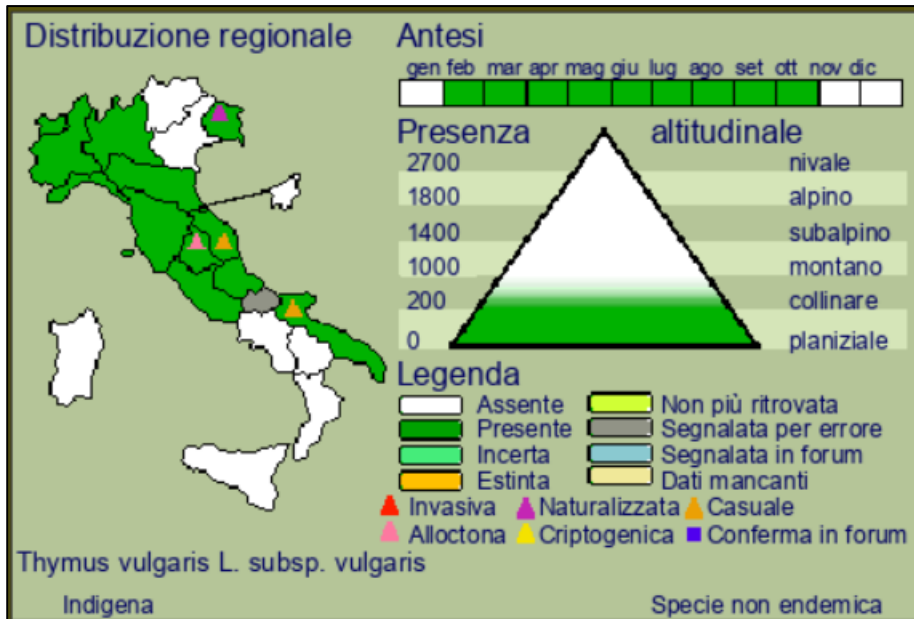 Distribuzione regionale
Antesi
gen feb mar apr mag giu lug ago set ott nov dic
Presenza altitudinale
2700 nivale
1800 alpino
1400 subalpino
1000 montano
200 collinare
0 planiziale
Legenda
Assente Non più ritrovata
Presente Segnalata per errore
Incerta Segnalata in forum
Estinta Dati mancanti
Invasiva Naturalizzata Casuale
Alloctona Criptogenica Conferma in forum
Thymus vulgaris L. subsp. vulgaris
Indigena Specie non endemica